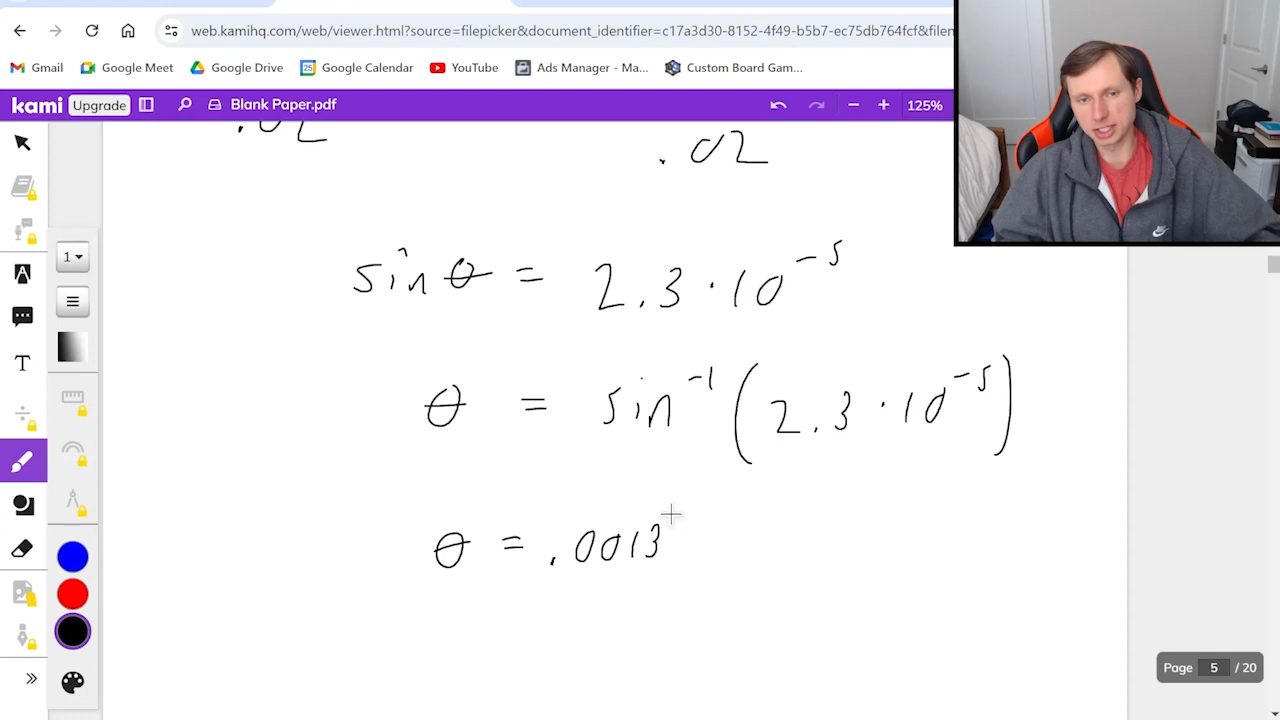 web.kamihq.com/web/viewer.html?source=filepicker&document_identifier=c17a3d30-8152-4f49-b5b7-ec75db764fcf&filen
Gmail Google Meet Google Drive 31 Google Calendar YouTube Ads Manager - Ma... Custom Board Gam...
kami Upgrade Blank Paper.pdf 125%
.02 .02
1
sin θ = 2.3 · 10⁻⁵
θ = sin⁻¹ (2.3 · 10⁻⁵)
T
θ = .0013
Page 5 / 20